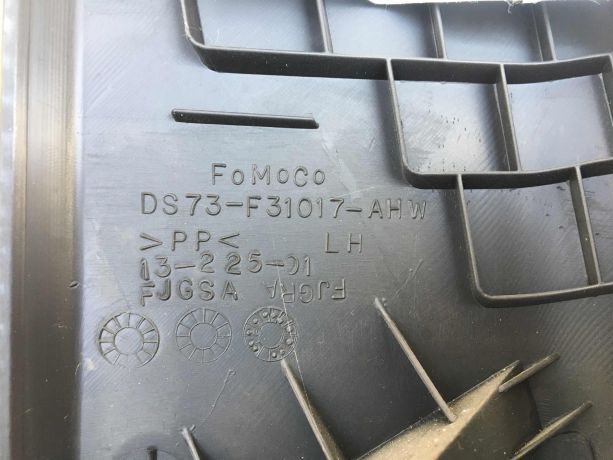 FoMoCo
DS73-F31017-AHW
>PP< LH
13-225-01
FJGSA FJGRA